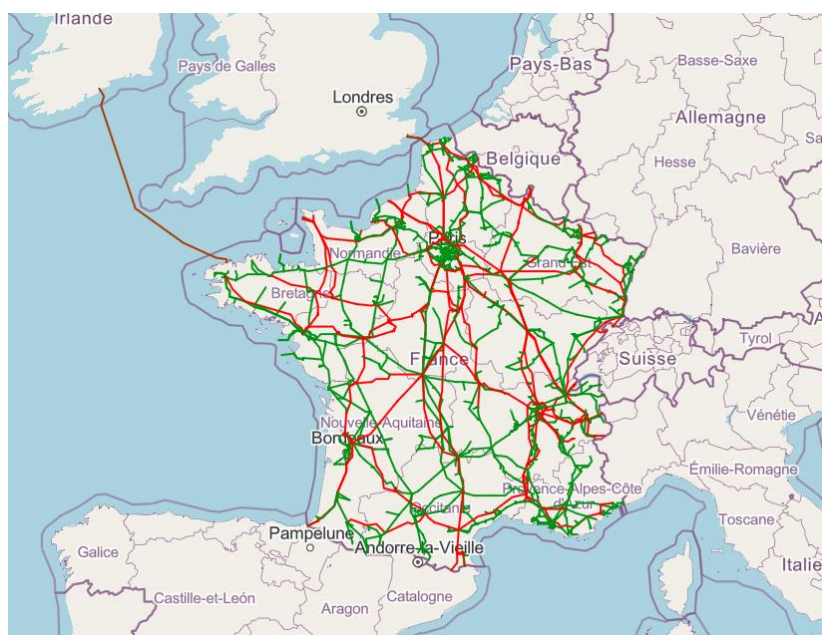 Irlande
Pays de Galles
Londres
Pays-Bas
Basse-Saxe
Allemagne
Belgique
Hesse
Paris
Normandie
Grand Est
Bavière
Bretagne
France
Suisse
Tyrol
Nouvelle-Aquitaine
Bordeaux
Vénétie
Provence-Alpes-Côte
d'Azur
Émilie-Romagne
Occitanie
Pampelune
Andorre-la-Vieille
Toscane
Galice
Castille-et-León
Aragon
Catalogne
Italie